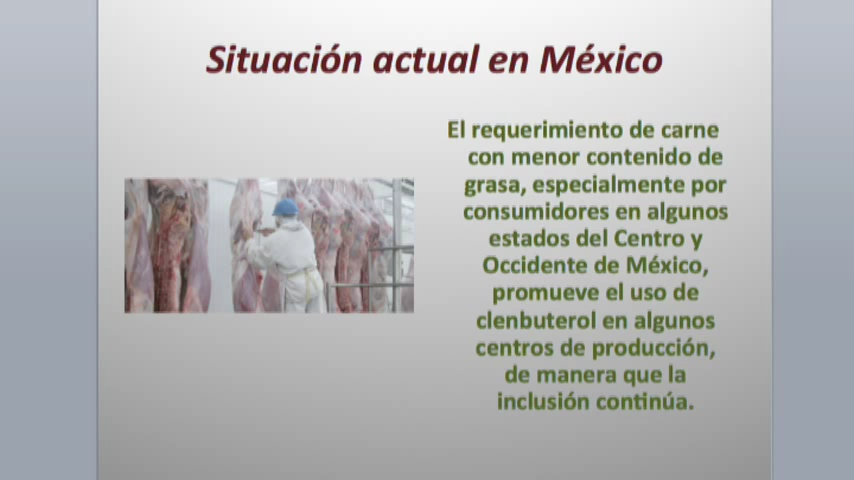 Situación actual en México
El requerimiento de carne
con menor contenido de
grasa, especialmente por
consumidores en algunos
estados del Centro y
Occidente de México,
promueve el uso de
clenbuterol en algunos
centros de producción,
de manera que la
inclusión continúa.